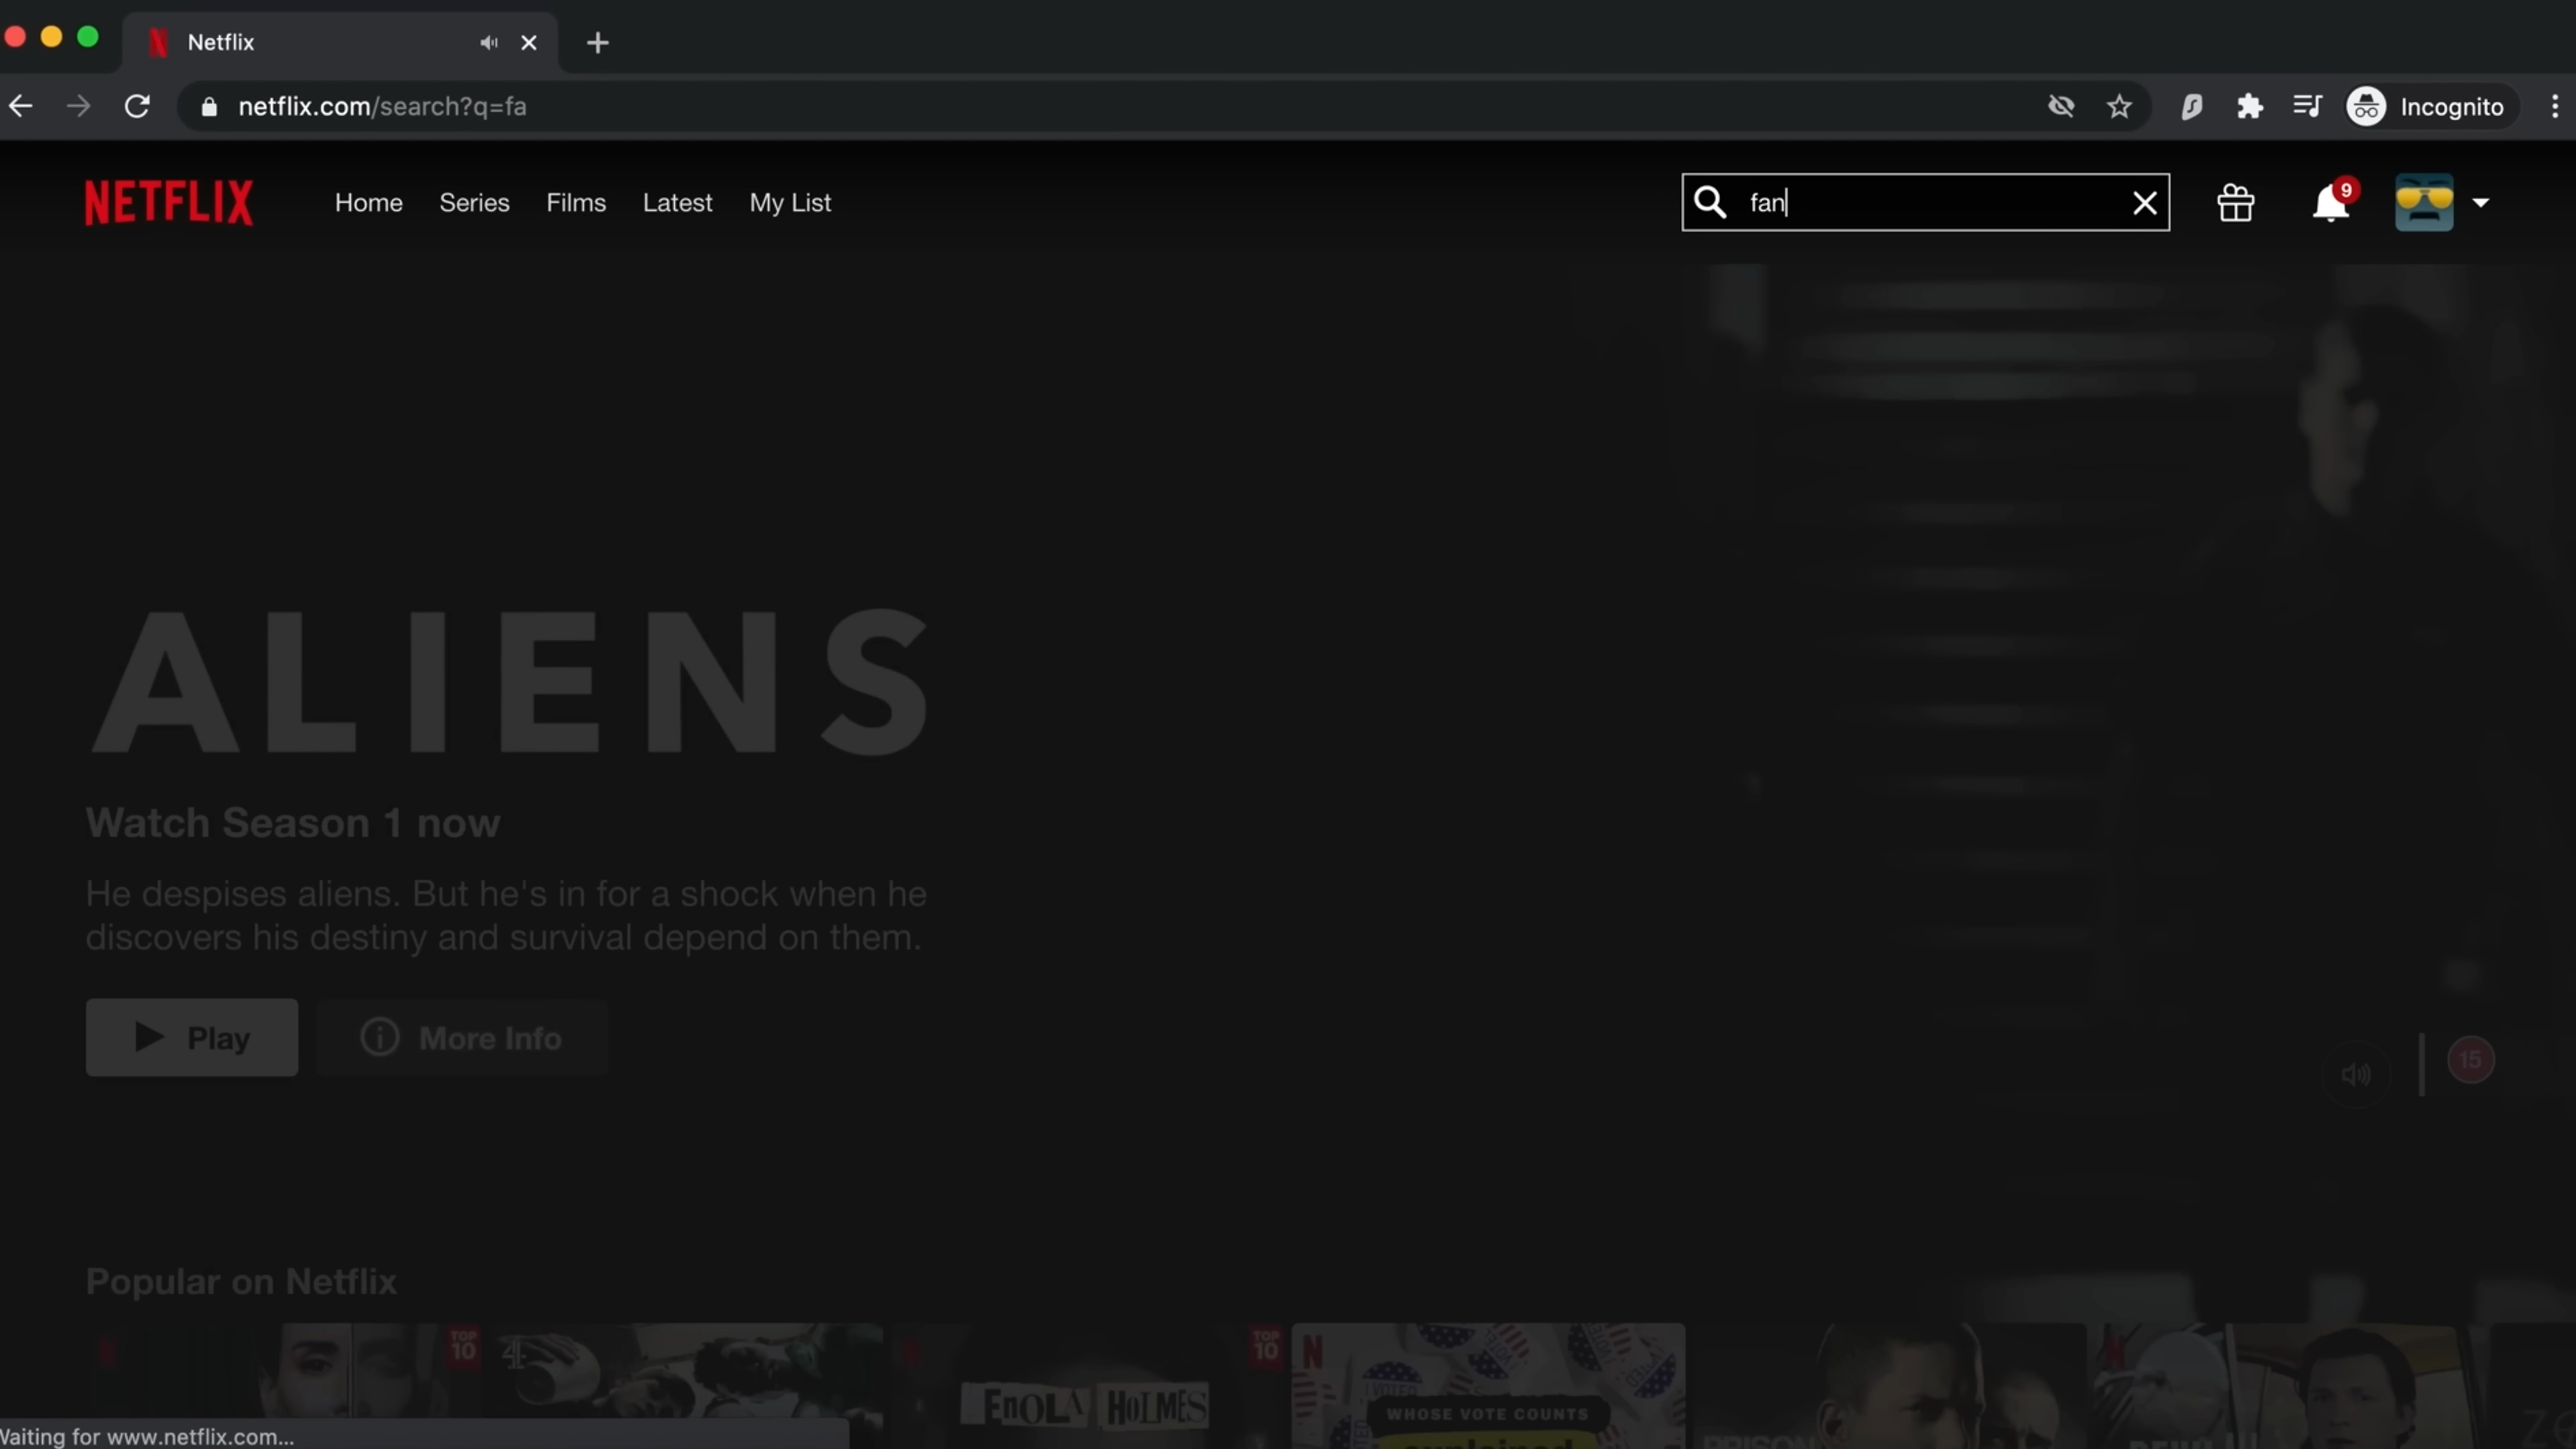 Netflix
netflix.com/search?q=fa
Incognito
NETFLIX
Home
Series
Films
Latest
My List
fan
9
ALIENS
Watch Season 1 now
He despises aliens. But he's in for a shock when he
discovers his destiny and survival depend on them.
Play
More Info
15
Popular on Netflix
TOP
10
4
EnOLA HOLMES
TOP
10
N
WHOSE VOTE COUNTS
explained
PRISON
Waiting for www.netflix.com...